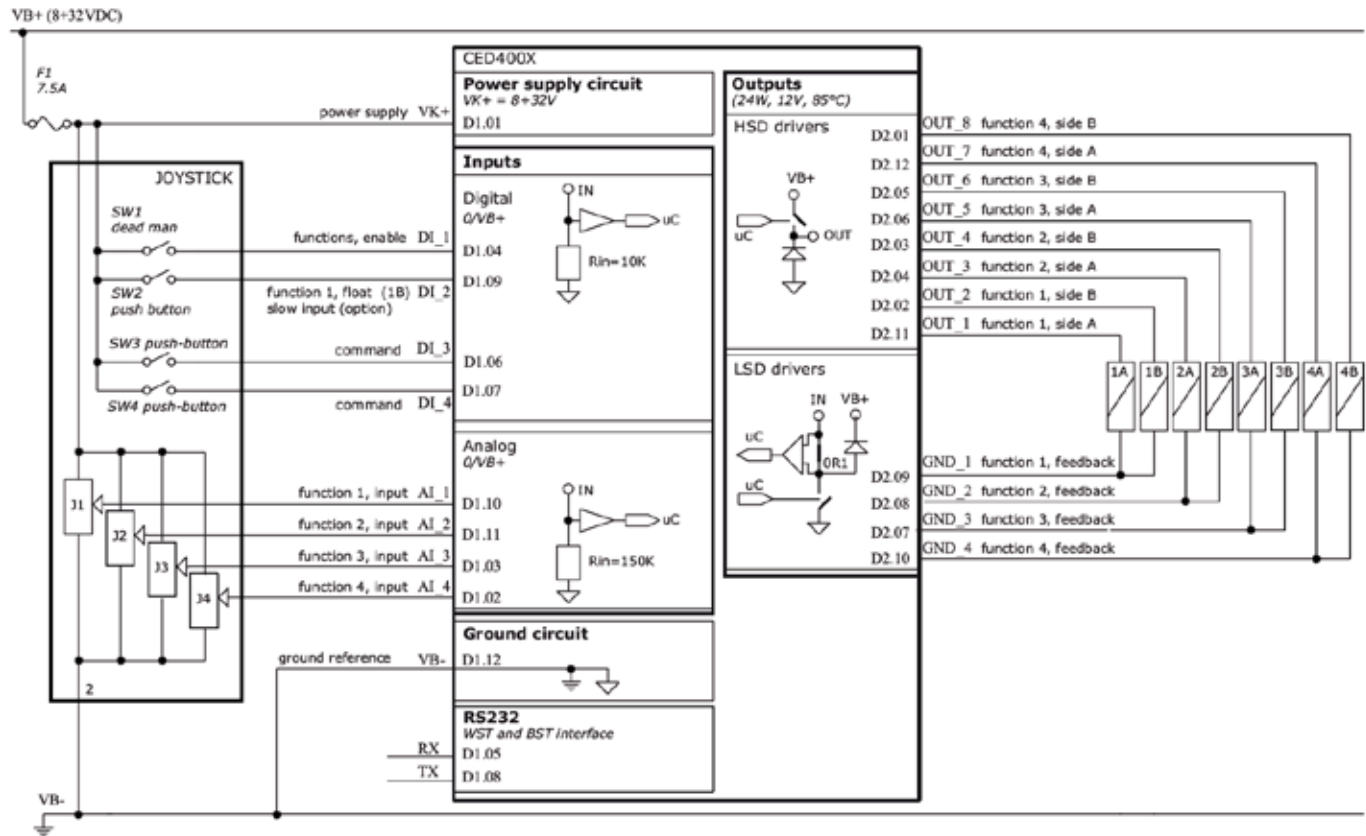 VB+ (8÷32VDC)
F1
7.5A
power supply VK+
JOYSTICK
SW1
dead man
functions, enable DI_1
SW2
push button
function 1, float (1B) DI_2
slow input (option)
SW3 push-button
command DI_3
SW4 push-button
command DI_4
J1
J2
J3
J4
function 1, input AI_1
function 2, input AI_2
function 3, input AI_3
function 4, input AI_4
2
ground reference VB-
RX
TX
VB-
CED400X
Power supply circuit
VK+ = 8÷32V
D1.01
Inputs
Digital
0/VB+
IN
uC
Rin=10K
D1.04
D1.09
D1.06
D1.07
Analog
0/VB+
IN
uC
Rin=150K
D1.10
D1.11
D1.03
D1.02
Ground circuit
D1.12
RS232
WST and BST interface
D1.05
D1.08
Outputs
(24W, 12V, 85°C)
HSD drivers
VB+
uC
OUT
D2.01
D2.12
D2.05
D2.06
D2.03
D2.04
D2.02
D2.11
LSD drivers
IN VB+
uC
0R1
uC
D2.09
D2.08
D2.07
D2.10
OUT_8 function 4, side B
OUT_7 function 4, side A
OUT_6 function 3, side B
OUT_5 function 3, side A
OUT_4 function 2, side B
OUT_3 function 2, side A
OUT_2 function 1, side B
OUT_1 function 1, side A
1A 1B 2A 2B 3A 3B 4A 4B
GND_1 function 1, feedback
GND_2 function 2, feedback
GND_3 function 3, feedback
GND_4 function 4, feedback